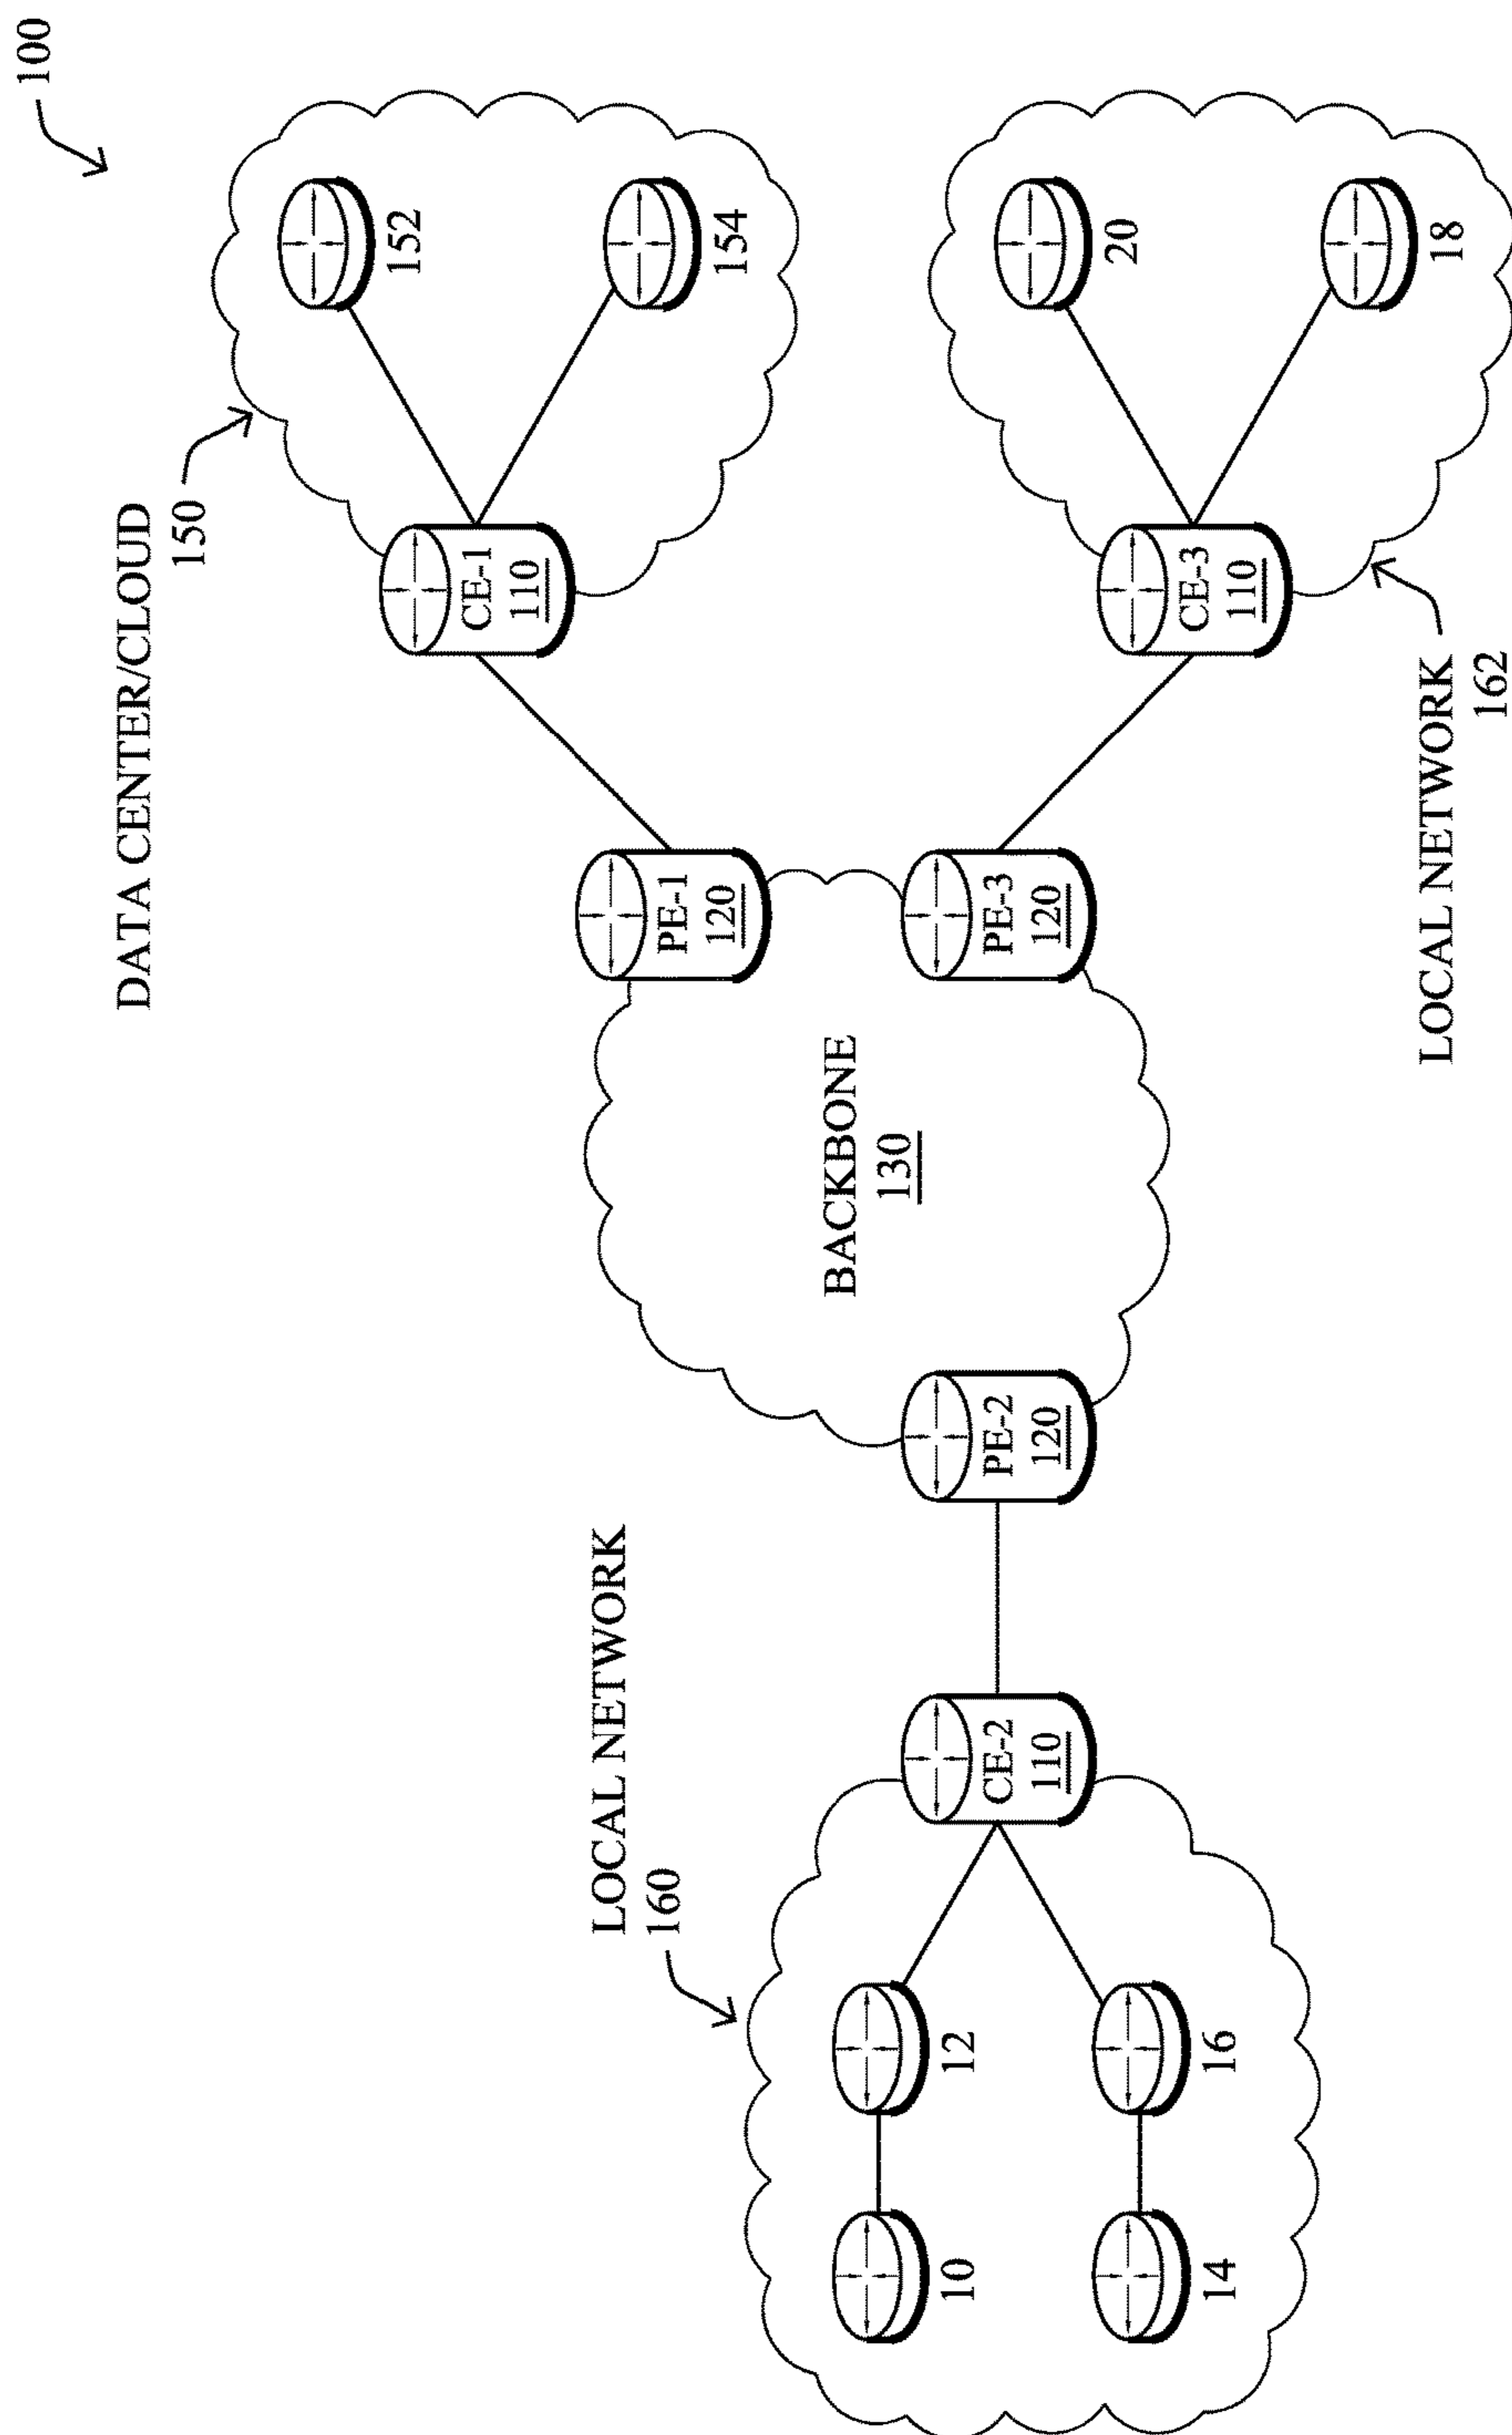 100
DATA CENTER/CLOUD
150
152
154
CE-1
110
PE-1
120
BACKBONE
130
LOCAL NETWORK
160
10
12
14
16
CE-2
110
PE-2
120
PE-3
120
CE-3
110
20
18
LOCAL NETWORK
162